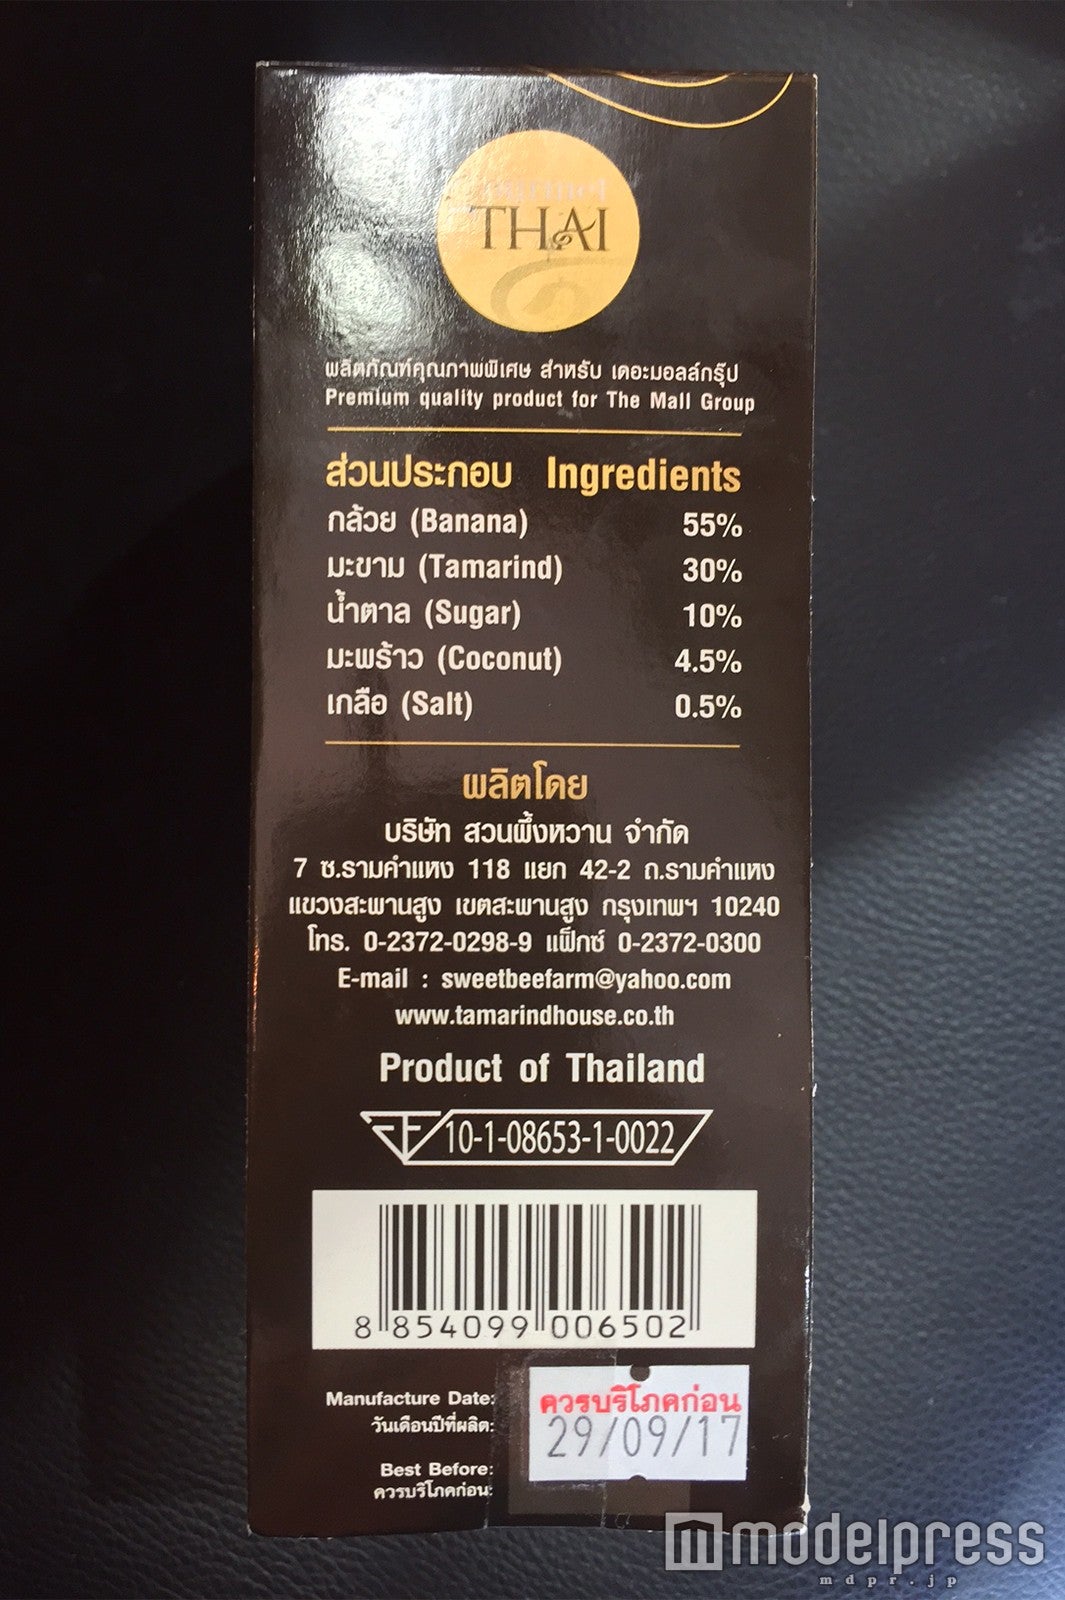 Gourmet
THAI
ผลิตภัณฑ์คุณภาพพิเศษ สำหรับ เดอะมอลล์กรุ๊ป
Premium quality product for The Mall Group
ส่วนประกอบ Ingredients
กล้วย (Banana) 55%
มะขาม (Tamarind) 30%
น้ำตาล (Sugar) 10%
มะพร้าว (Coconut) 4.5%
เกลือ (Salt) 0.5%
ผลิตโดย
บริษัท สวนผึ้งหวาน จำกัด
7 ซ.รามคำแหง 118 แยก 42-2 ถ.รามคำแหง
แขวงสะพานสูง เขตสะพานสูง กรุงเทพฯ 10240
โทร. 0-2372-0298-9 แฟ็กซ์ 0-2372-0300
E-mail : sweetbeefarm@yahoo.com
www.tamarindhouse.co.th
Product of Thailand
10-1-08653-1-0022
8 854099 006502
Manufacture Date:
วันเดือนปีที่ผลิต:
ควรบริโภคก่อน
29/09/17
Best Before:
ควรบริโภคก่อน:
modelpress
mdpr.jp